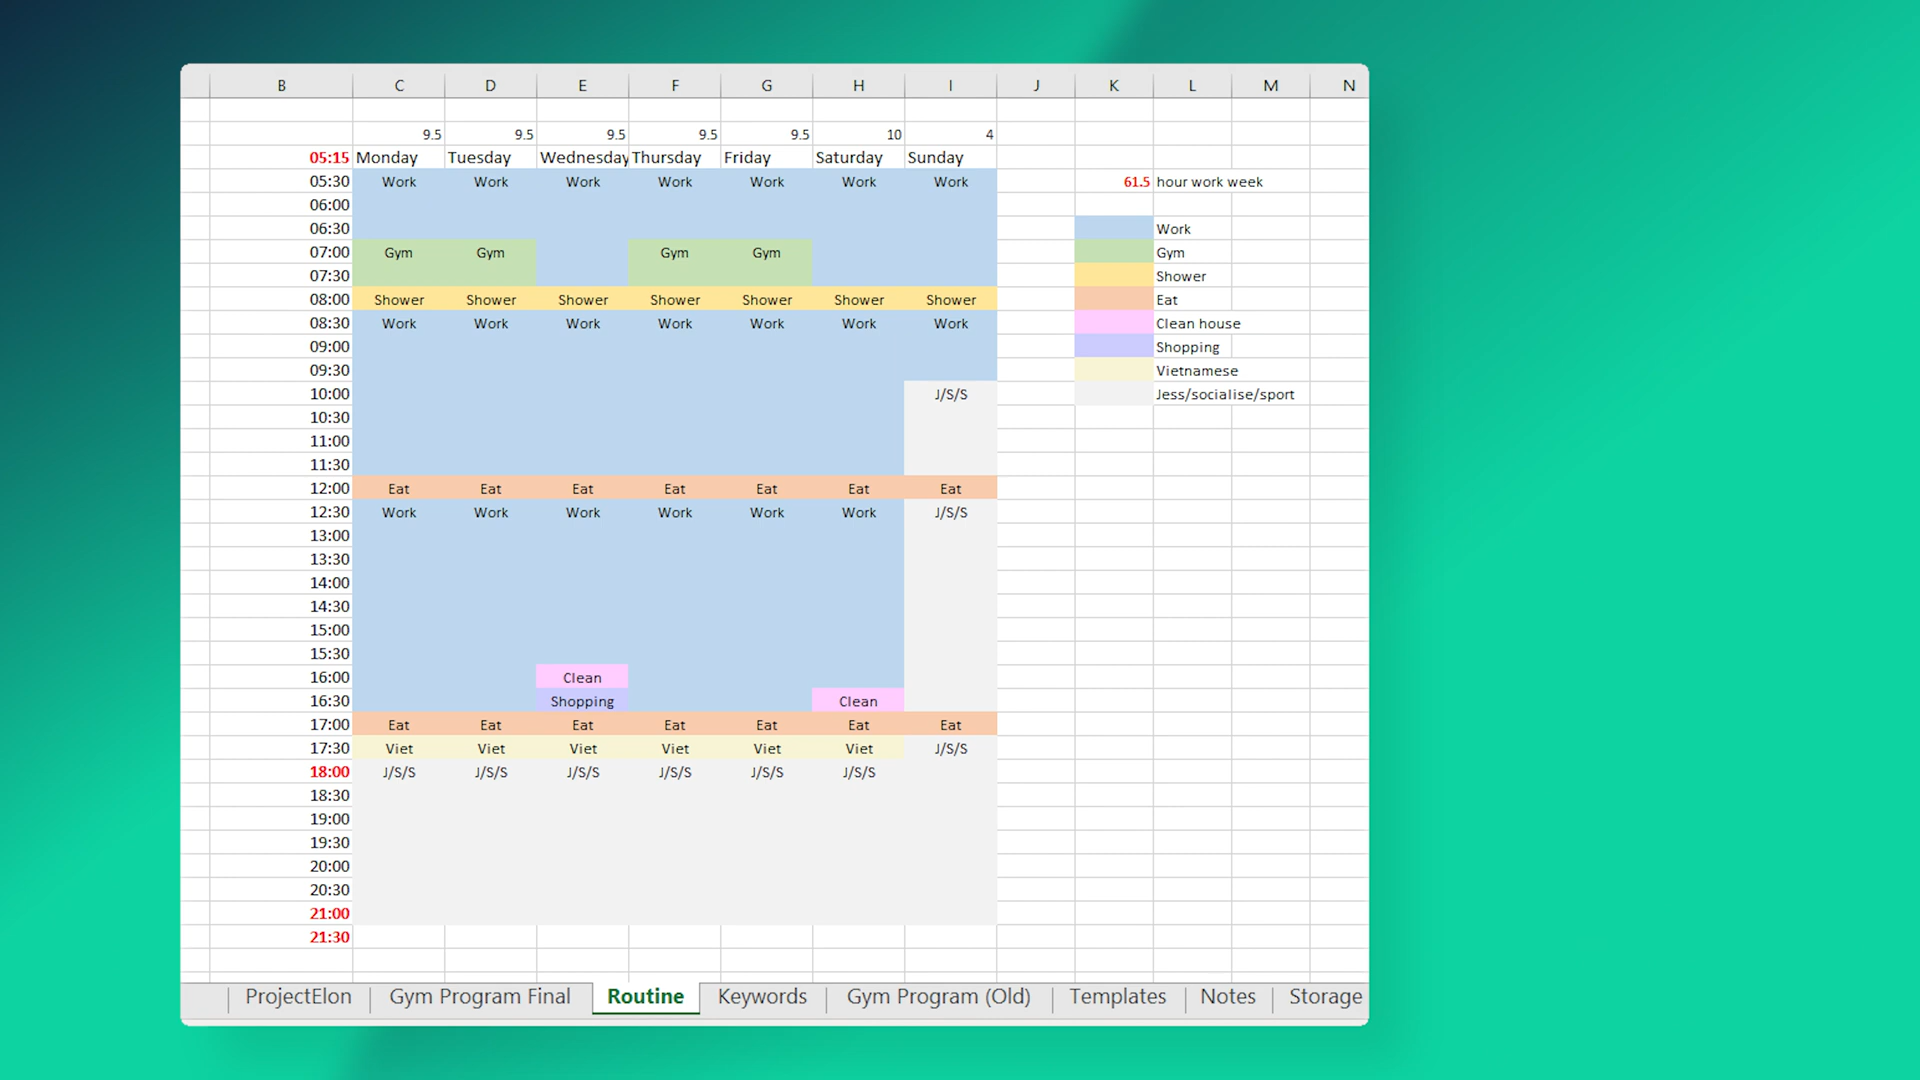 B C D E F G H I J K L M N
9.5 9.5 9.5 9.5 9.5 10 4
05:15 Monday Tuesday Wednesday Thursday Friday Saturday Sunday
05:30 Work Work Work Work Work Work Work 61.5 hour work week
06:00
06:30 Work
07:00 Gym Gym Gym Gym Gym
07:30 Shower
08:00 Shower Shower Shower Shower Shower Shower Shower Eat
08:30 Work Work Work Work Work Work Work Clean house
09:00 Shopping
09:30 Vietnamese
10:00 J/S/S Jess/socialise/sport
10:30
11:00
11:30
12:00 Eat Eat Eat Eat Eat Eat Eat
12:30 Work Work Work Work Work Work J/S/S
13:00
13:30
14:00
14:30
15:00
15:30
16:00 Clean
16:30 Shopping Clean
17:00 Eat Eat Eat Eat Eat Eat Eat
17:30 Viet Viet Viet Viet Viet Viet J/S/S
18:00 J/S/S J/S/S J/S/S J/S/S J/S/S J/S/S
18:30
19:00
19:30
20:00
20:30
21:00
21:30
ProjectElon Gym Program Final Routine Keywords Gym Program (Old) Templates Notes Storage